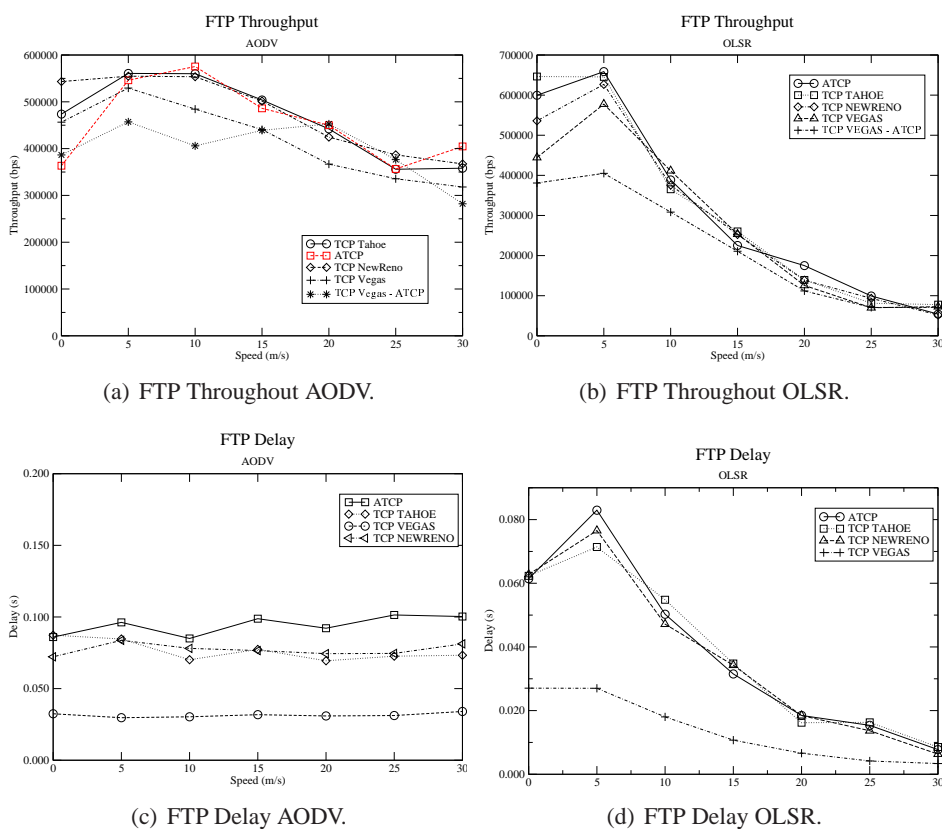 FTP Throughput
AODV
600000
500000
400000
300000
200000
100000
0
Throughput (bps)
TCP Tahoe
ATCP
TCP NewReno
TCP Vegas
TCP Vegas - ATCP
0 5 10 15 20 25 30
Speed (m/s)
(a) FTP Throughout AODV.
FTP Throughput
OLSR
700000
600000
500000
400000
300000
200000
100000
0
Throughput (bps)
ATCP
TCP TAHOE
TCP NEWRENO
TCP VEGAS
TCP VEGAS - ATCP
0 5 10 15 20 25 30
Speed (m/s)
(b) FTP Throughout OLSR.
FTP Delay
AODV
0.200
0.150
0.100
0.050
0.000
Delay (s)
ATCP
TCP TAHOE
TCP VEGAS
TCP NEWRENO
0 5 10 15 20 25 30
Speed (m/s)
(c) FTP Delay AODV.
FTP Delay
OLSR
0.080
0.060
0.040
0.020
0.000
Delay (s)
ATCP
TCP TAHOE
TCP NEWRENO
TCP VEGAS
0 5 10 15 20 25 30
(d) FTP Delay OLSR.